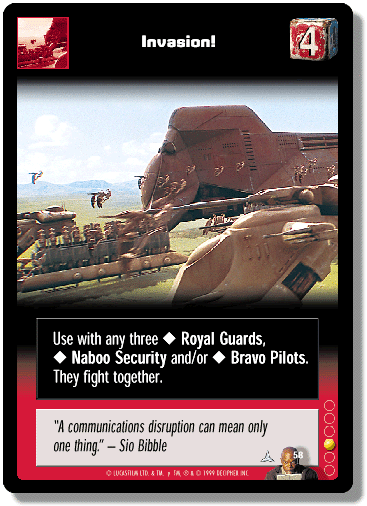 Invasion!
4
Use with any three ◆ Royal Guards,
◆ Naboo Security and/or ◆ Bravo Pilots.
They fight together.
"A communications disruption can mean only
one thing." – Sio Bibble
58
© LUCASFILM LTD. & TM. ® & © 1999 DECIPHER INC.